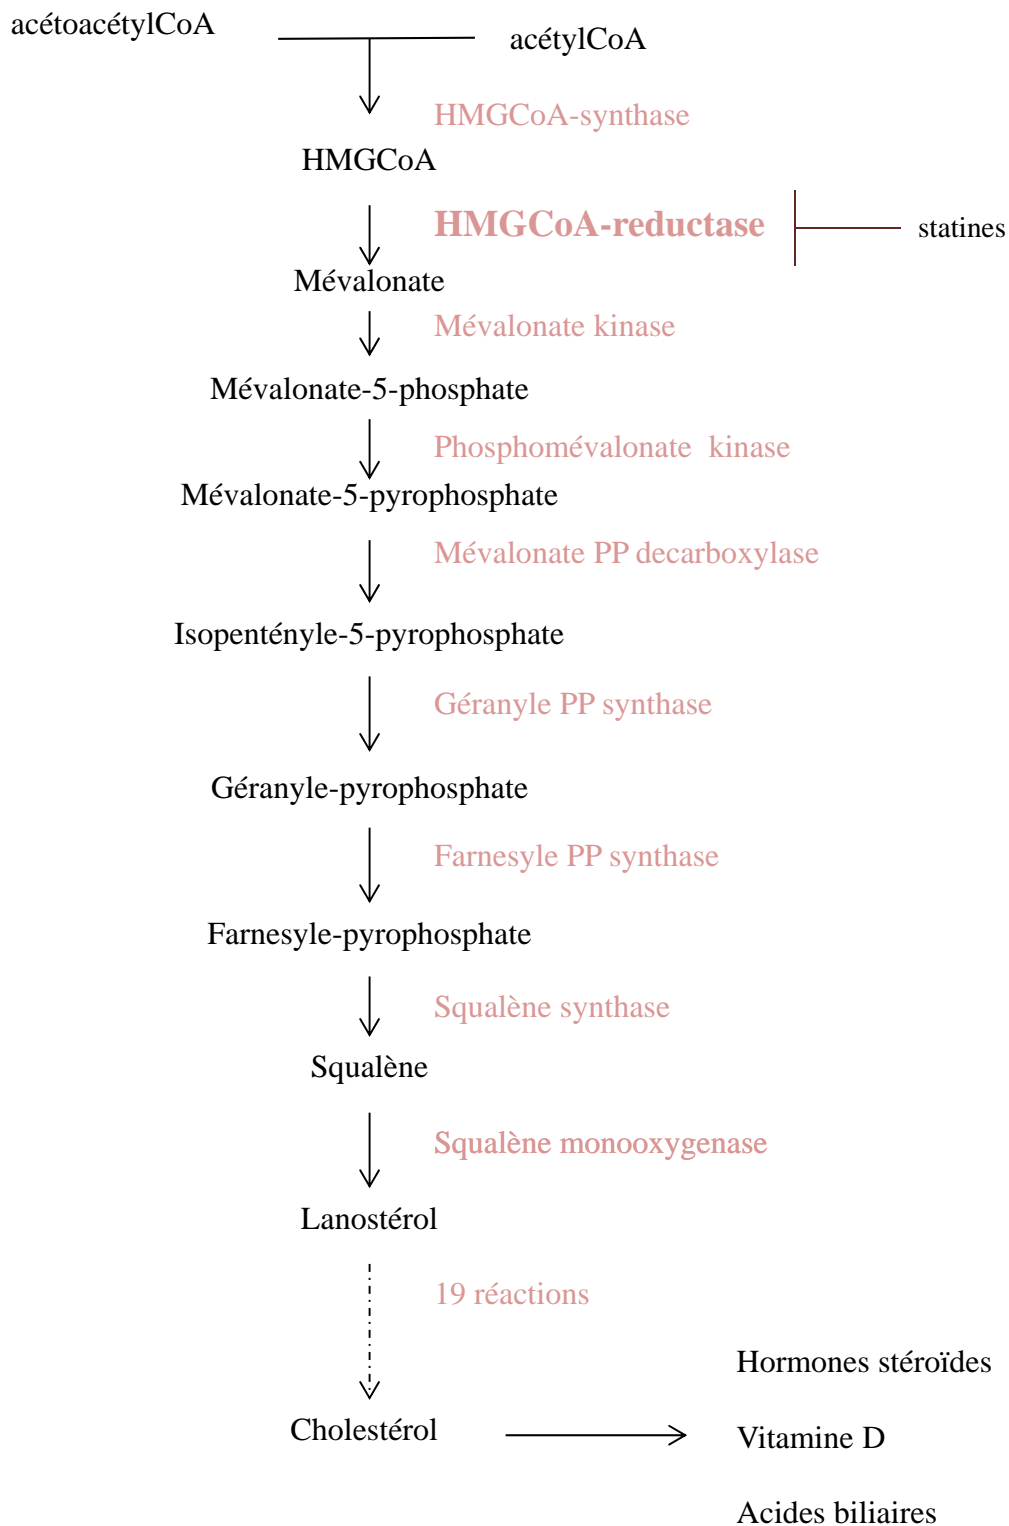 acétoacétylCoA
acétylCoA
HMGCoA-synthase
HMGCoA
HMGCoA-reductase
statines
Mévalonate
Mévalonate kinase
Mévalonate-5-phosphate
Phosphomévalonate kinase
Mévalonate-5-pyrophosphate
Mévalonate PP decarboxylase
Isopentényle-5-pyrophosphate
Géranyle PP synthase
Géranyle-pyrophosphate
Farnesyle PP synthase
Farnesyle-pyrophosphate
Squalène synthase
Squalène
Squalène monooxygenase
Lanostérol
19 réactions
Hormones stéroïdes
Cholestérol
Vitamine D
Acides biliaires